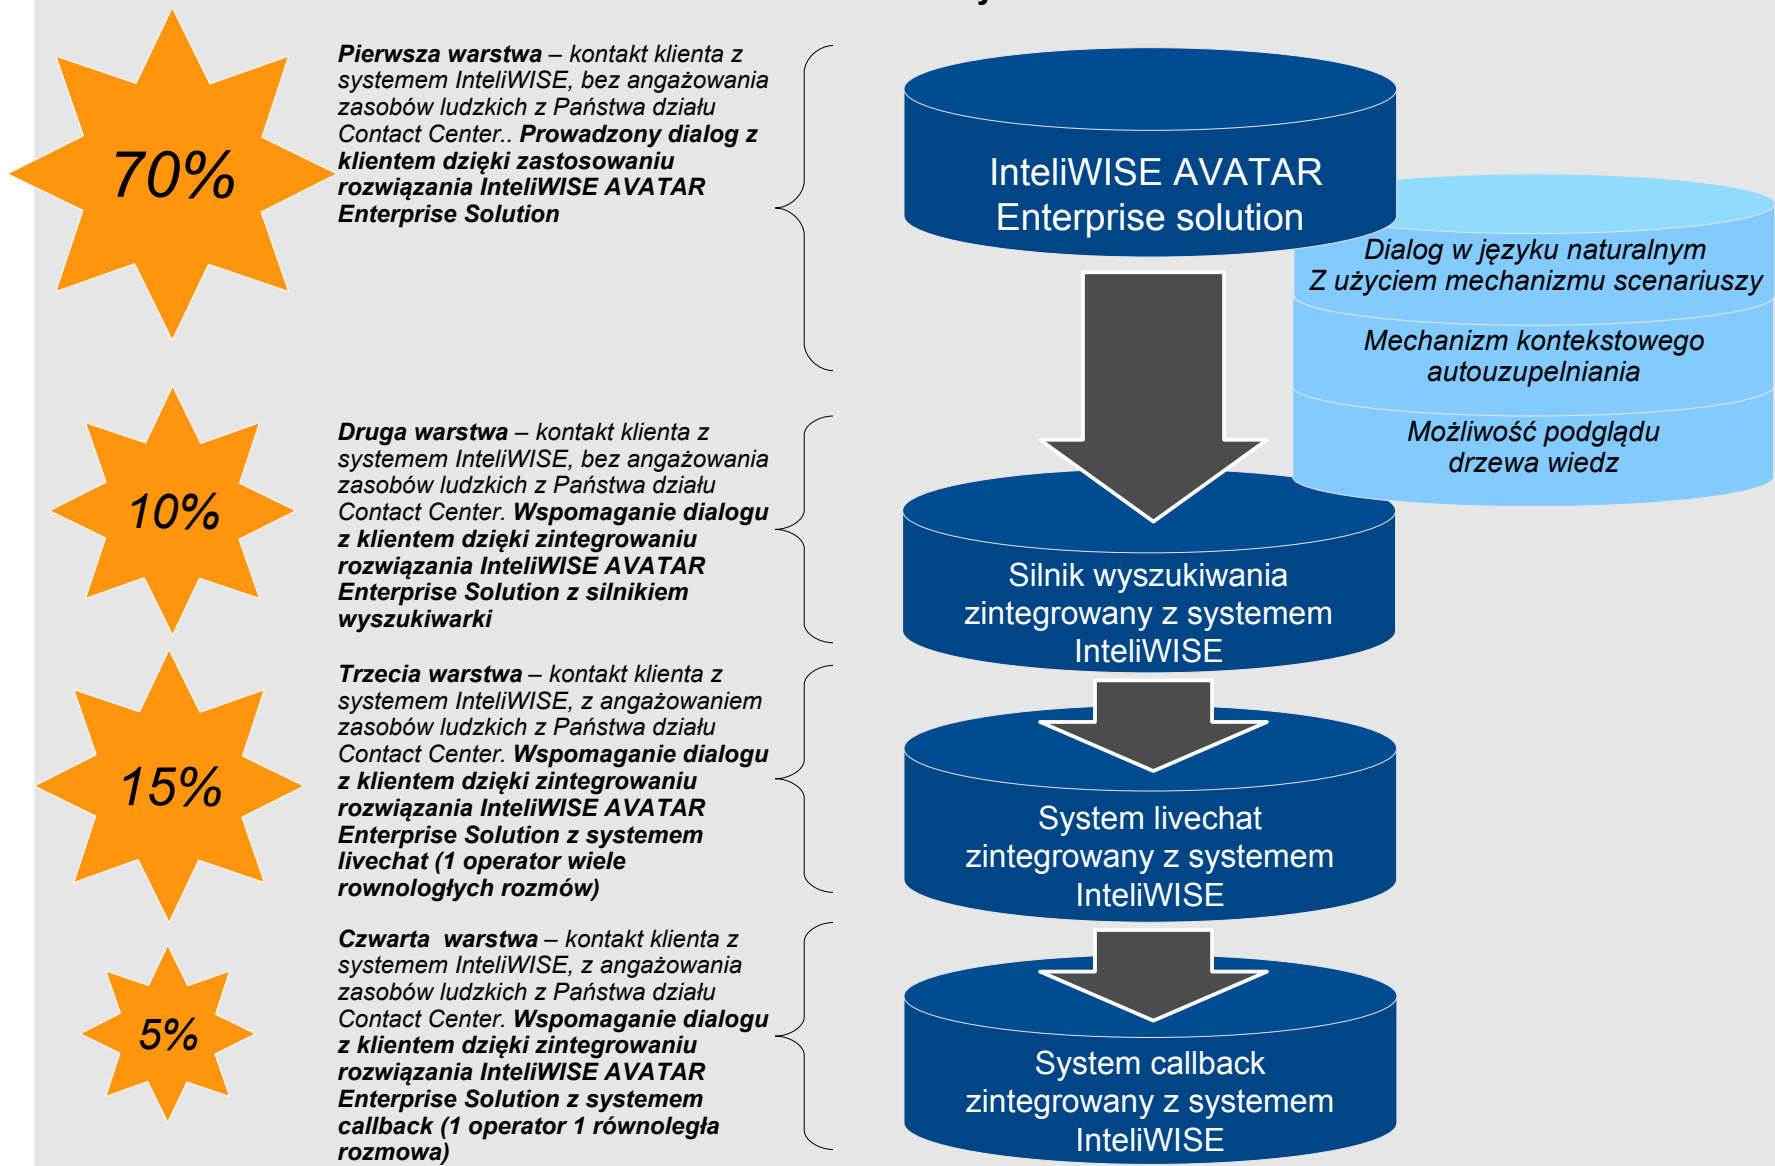 70%
Pierwsza warstwa – kontakt klienta z
systemem InteliWISE, bez angażowania
zasobów ludzkich z Państwa działu
Contact Center.. Prowadzony dialog z
klientem dzięki zastosowaniu
rozwiązania InteliWISE AVATAR
Enterprise Solution
InteliWISE AVATAR
Enterprise solution
Dialog w języku naturalnym
Z użyciem mechanizmu scenariuszy
Mechanizm kontekstowego
autouzupelniania
Możliwość podglądu
drzewa wiedz
10%
Druga warstwa – kontakt klienta z
systemem InteliWISE, bez angażowania
zasobów ludzkich z Państwa działu
Contact Center. Wspomaganie dialogu
z klientem dzięki zintegrowaniu
rozwiązania InteliWISE AVATAR
Enterprise Solution z silnikiem
wyszukiwarki
Silnik wyszukiwania
zintegrowany z systemem
InteliWISE
15%
Trzecia warstwa – kontakt klienta z
systemem InteliWISE, z angażowaniem
zasobów ludzkich z Państwa działu
Contact Center. Wspomaganie dialogu
z klientem dzięki zintegrowaniu
rozwiązania InteliWISE AVATAR
Enterprise Solution z systemem
livechat (1 operator wiele
rownologłych rozmów)
System livechat
zintegrowany z systemem
InteliWISE
5%
Czwarta warstwa – kontakt klienta z
systemem InteliWISE, z angażowania
zasobów ludzkich z Państwa działu
Contact Center. Wspomaganie dialogu
z klientem dzięki zintegrowaniu
rozwiązania InteliWISE AVATAR
Enterprise Solution z systemem
callback (1 operator 1 równoległa
rozmowa)
System callback
zintegrowany z systemem
InteliWISE